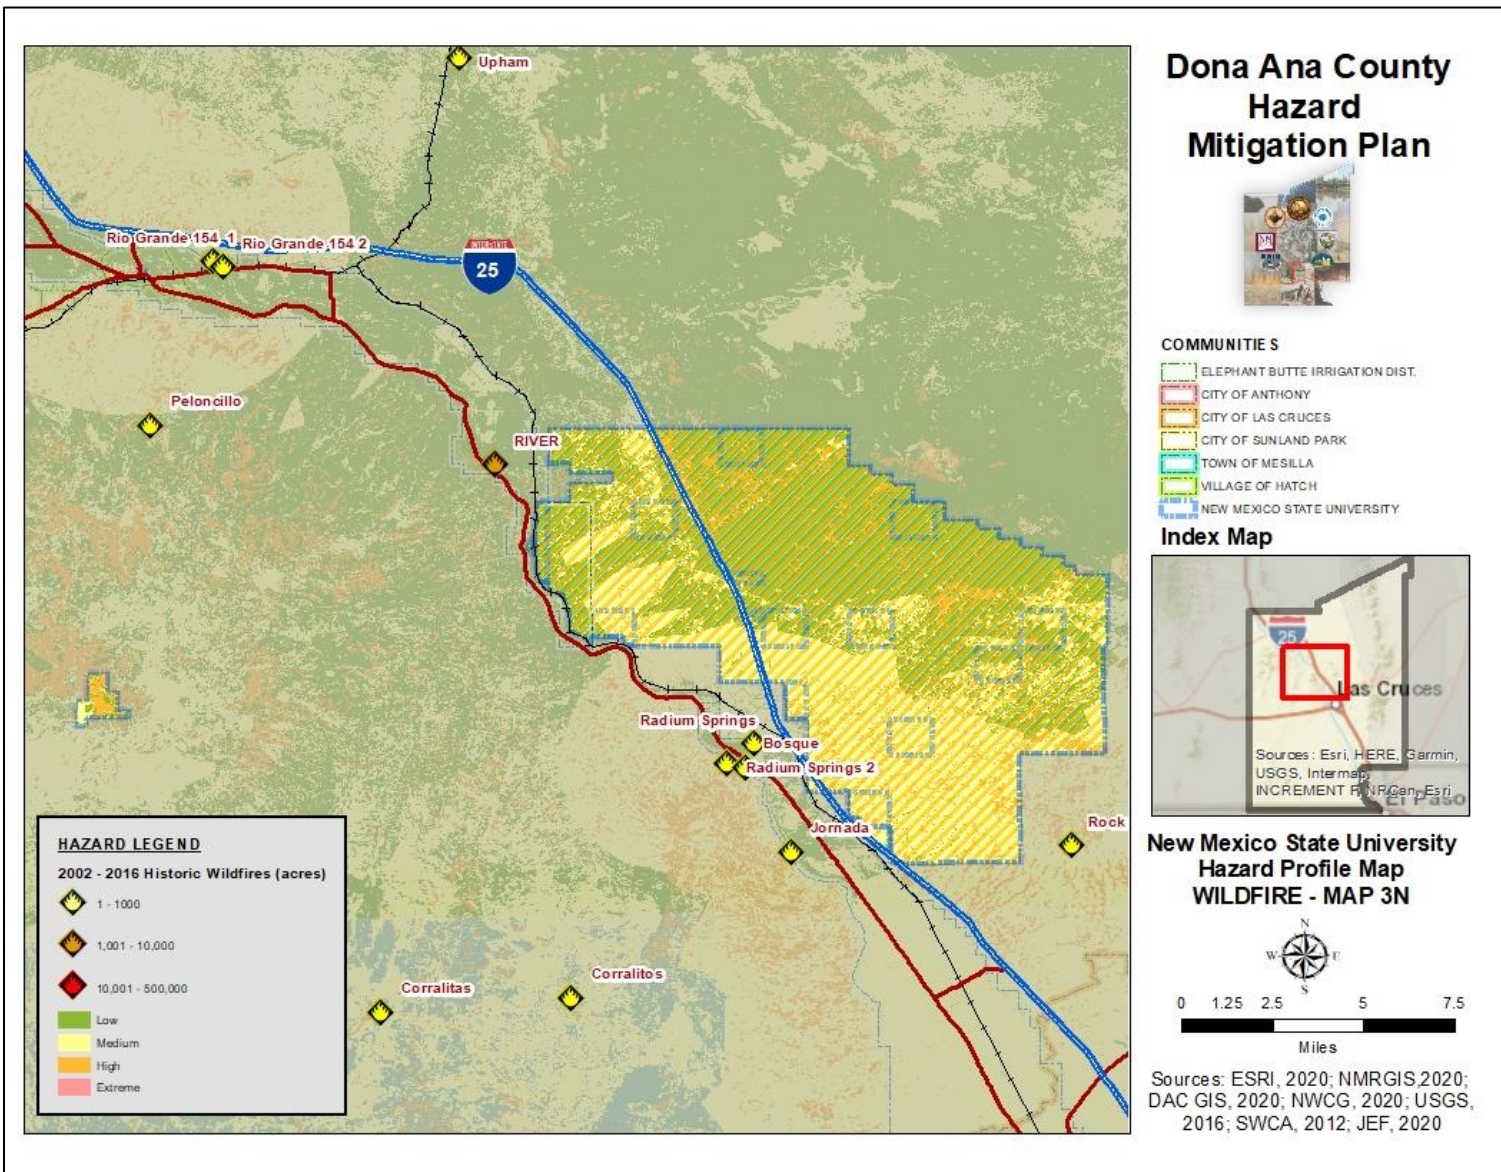 Dona Ana County
Hazard
Mitigation Plan
COMMUNITIES
ELEPHANT BUTTE IRRIGATION DIST.
CITY OF ANTHONY
CITY OF LAS CRUCES
CITY OF SUNLAND PARK
TOWN OF MESILLA
VILLAGE OF HATCH
NEW MEXICO STATE UNIVERSITY
Index Map
25
Las Cruces
El Paso
Sources: Esri, HERE, Garmin,
USGS, Intermap,
INCREMENT P, NRCan, Esri
New Mexico State University
Hazard Profile Map
WILDFIRE - MAP 3N
N
W
E
S
0 1.25 2.5 5 7.5
Miles
Sources: ESRI, 2020; NMRGIS,2020;
DAC GIS, 2020; NWCG, 2020; USGS,
2016; SWCA, 2012; JEF, 2020
Upham
Rio Grande 154 1
Rio Grande 154 2
25
Peloncillo
RIVER
Radium Springs
Bosque
Radium Springs 2
Jornada
Rock
Corralitos
Corralitas
HAZARD LEGEND
2002 - 2016 Historic Wildfires (acres)
1 - 1000
1,001 - 10,000
10,001 - 500,000
Low
Medium
High
Extreme